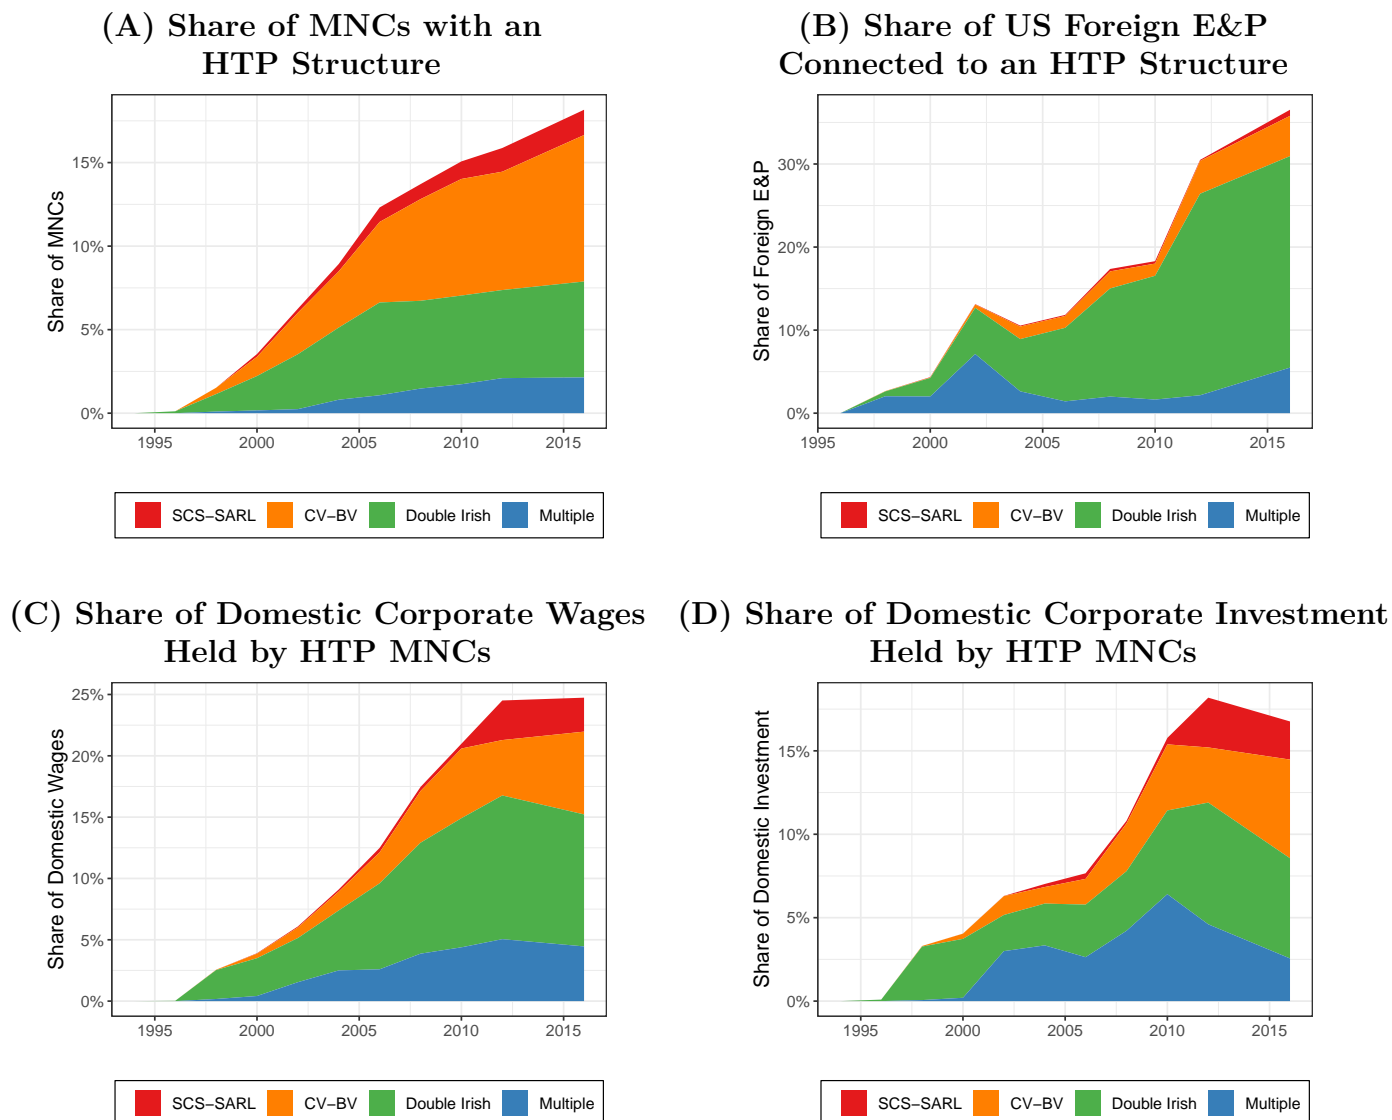 (A) Share of MNCs with an
HTP Structure
Share of MNCs
15%
10%
5%
0%
1995 2000 2005 2010 2015
SCS−SARL CV−BV Double Irish Multiple
(B) Share of US Foreign E&P
Connected to an HTP Structure
Share of Foreign E&P
30%
20%
10%
0%
1995 2000 2005 2010 2015
SCS−SARL CV−BV Double Irish Multiple
(C) Share of Domestic Corporate Wages
Held by HTP MNCs
Share of Domestic Wages
25%
20%
15%
10%
5%
0%
1995 2000 2005 2010 2015
SCS−SARL CV−BV Double Irish Multiple
(D) Share of Domestic Corporate Investment
Held by HTP MNCs
Share of Domestic Investment
15%
10%
5%
0%
1995 2000 2005 2010 2015
SCS−SARL CV−BV Double Irish Multiple